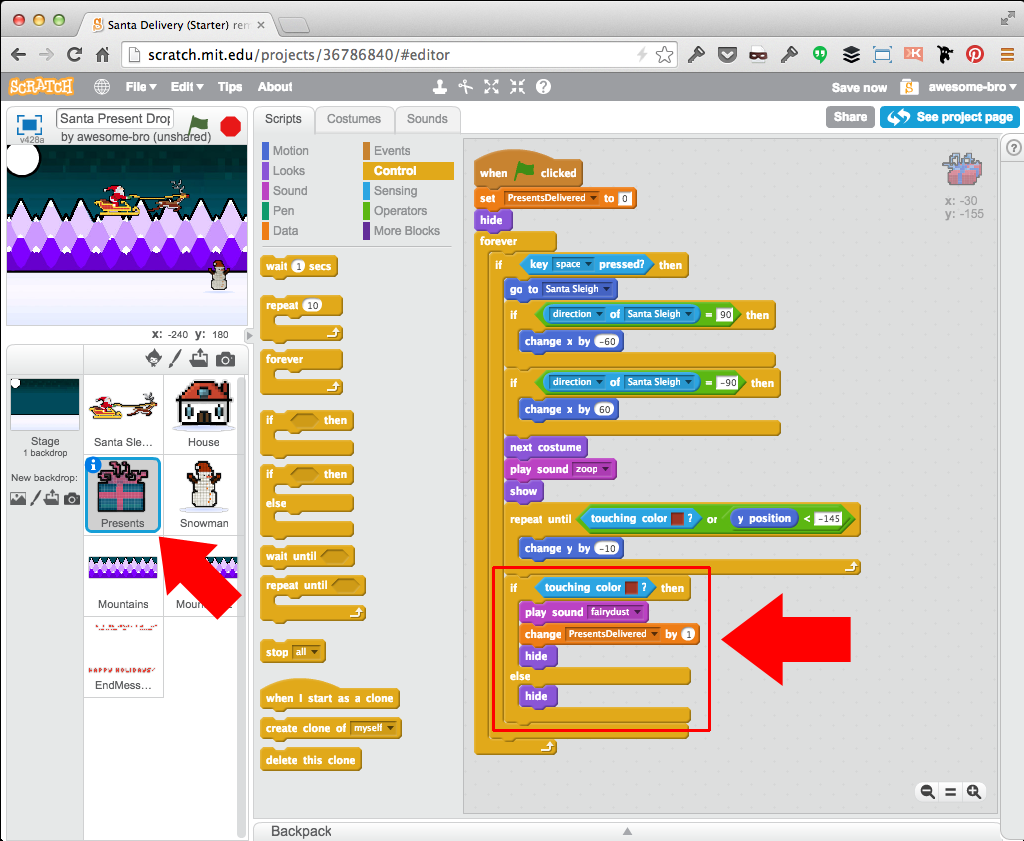 Santa Delivery (Starter) rem
scratch.mit.edu/projects/36786840/#editor
SCRATCH File Edit Tips About Save now awesome-bro
Santa Present Drop
by awesome-bro (unshared)
v428a
Scripts Costumes Sounds
Share See project page
Motion Events
Looks Control
Sound Sensing
Pen Operators
Data More Blocks
x: -240 y: 180
Stage
1 backdrop
New backdrop:
Santa Sle... House
Presents Snowman
Mountains
HAPPY HOLIDAYS!
EndMess...
wait 1 secs
repeat 10
forever
if then
if then
else
wait until
repeat until
stop all
when I start as a clone
create clone of myself
delete this clone
when clicked
set PresentsDelivered to 0
hide
forever
if key space pressed? then
go to Santa Sleigh
if direction of Santa Sleigh = 90 then
change x by -60
if direction of Santa Sleigh = -90 then
change x by 60
next costume
play sound zoop
show
repeat until touching color ? or y position < -145
change y by -10
if touching color ? then
play sound fairydust
change PresentsDelivered by 1
hide
else
hide
x: -30
y: -155
Backpack